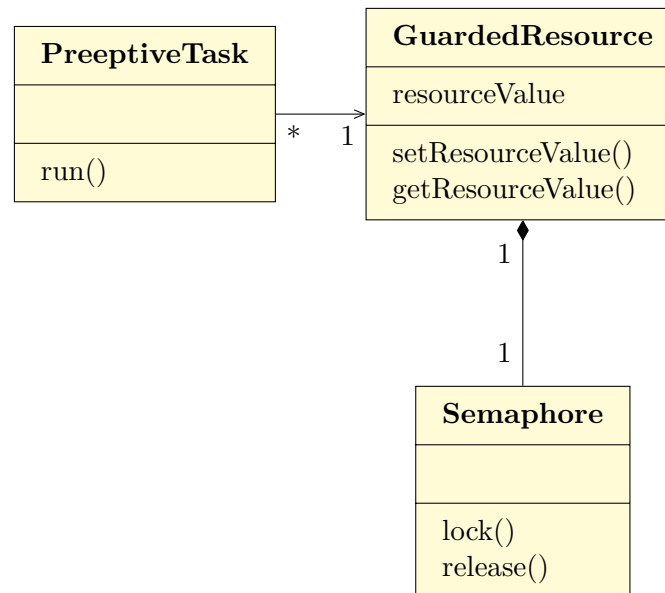 PreeptiveTask
run()
* 1
GuardedResource
resourceValue
setResourceValue()
getResourceValue()
1
1
Semaphore
lock()
release()